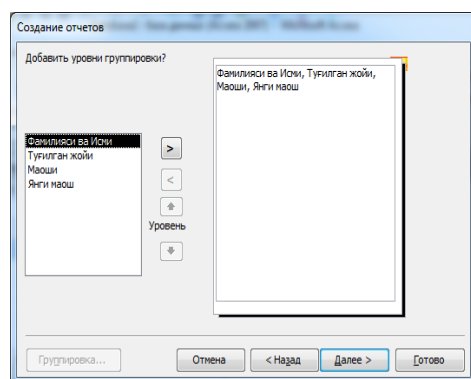 Создание отчетов
Добавить уровни группировки?
Фамилияси ва Исми, Туғилган жойи,
Маоши, Янги маош
Фамилияси ва Исми
Туғилган жойи
Маоши
Янги маош
>
<
Уровень
Группировка...
Отмена
< Назад
Далее >
Готово